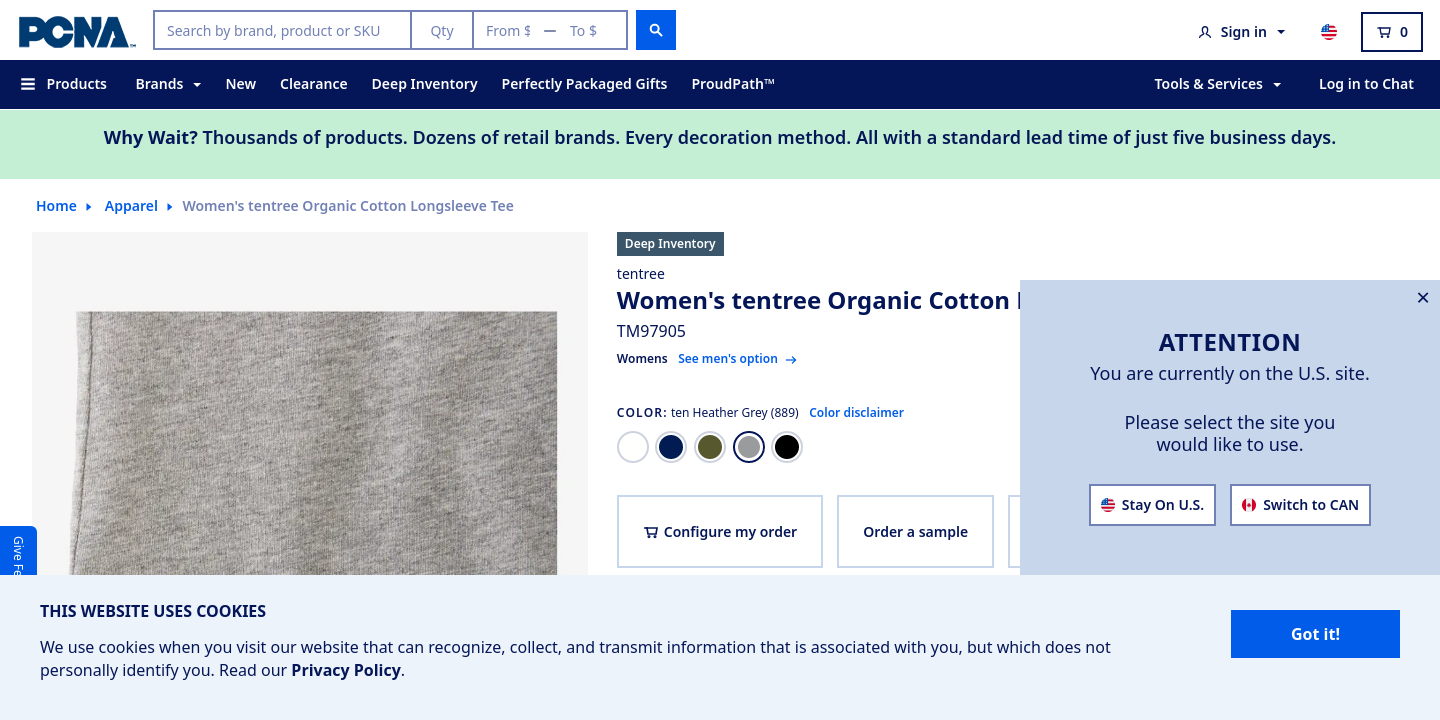 PCNA™
Search by brand, product or SKU Qty From $ — To $
Sign in 0
Products Brands New Clearance Deep Inventory Perfectly Packaged Gifts ProudPath™ Tools & Services Log in to Chat
Why Wait? Thousands of products. Dozens of retail brands. Every decoration method. All with a standard lead time of just five business days.
Home Apparel Women's tentree Organic Cotton Longsleeve Tee
Deep Inventory
tentree
Women's tentree Organic Cotton
TM97905
Womens See men's option
COLOR: ten Heather Grey (889) Color disclaimer
Configure my order Order a sample
ATTENTION
You are currently on the U.S. site.
Please select the site you
would like to use.
Stay On U.S. Switch to CAN
Give
THIS WEBSITE USES COOKIES
We use cookies when you visit our website that can recognize, collect, and transmit information that is associated with you, but which does not
personally identify you. Read our Privacy Policy.
Got it!